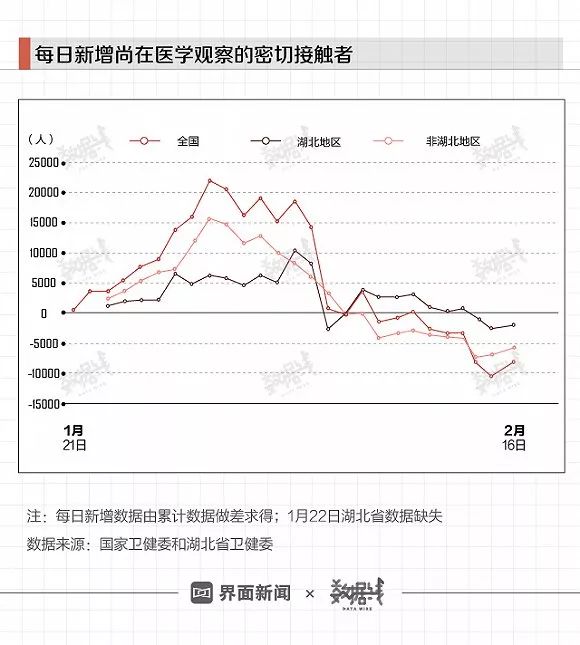 每日新增尚在医学观察的密切接触者
（人）
全国
湖北地区
非湖北地区
25000
20000
15000
10000
5000
0
-5000
-10000
-15000
1月
21日
2月
16日
注：每日新增数据由累计数据做差求得；1月22日湖北省数据缺失
数据来源：国家卫健委和湖北省卫健委
界面新闻 × 数据线
DATA WIRE